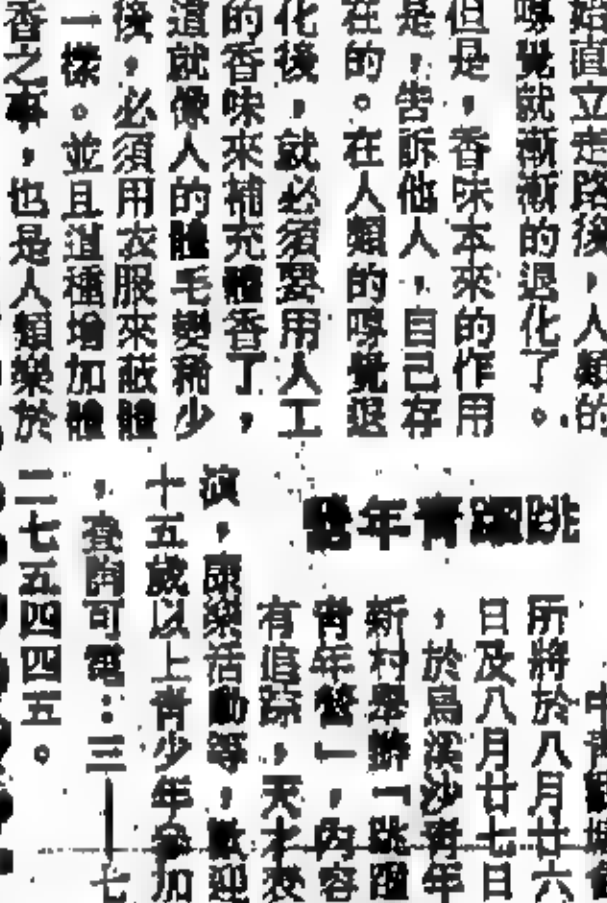 始直立走路後，人類的
嗅覺就漸漸的退化了。
但是，香味本來的作用
是，告訴他人，自己存
在的。在人類的嗅覺退
化後，就必須要用人工
的香味來補充體香了，
這就像人的體毛變稀少
後，必須用衣服來蔽體
一樣。並且這種增加體
香之事，也是人類樂於
跳躍青年營
所將於八月廿六
日及八月廿七日
，於烏溪沙青年
新村舉辦「跳躍
青年營」，內容
有追踪，天才表
演，康樂活動等，歡迎
十五歲以上青少年參加
，查詢可電：三—七
二七五四四五。